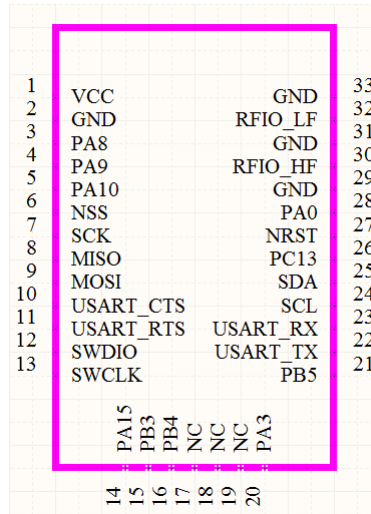 1 VCC GND 33
2 GND RFIO_LF 32
3 PA8 GND 31
4 PA9 RFIO_HF 30
5 PA10 GND 29
6 NSS PA0 28
7 SCK NRST 27
8 MISO PC13 26
9 MOSI SDA 25
10 USART_CTS SCL 24
11 USART_RTS USART_RX 23
12 SWDIO USART_TX 22
13 SWCLK PB5 21
PA15 PB3 PB4 NC NC NC PA3
14 15 16 17 18 19 20